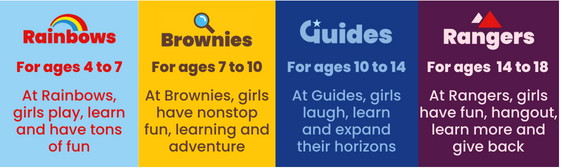 Rainbows
For ages 4 to 7
At Rainbows,
girls play, learn
and have tons
of fun
Brownies
For ages 7 to 10
At Brownies, girls
have nonstop
fun, learning and
adventure
Guides
For ages 10 to 14
At Guides, girls
laugh, learn
and expand
their horizons
Rangers
For ages 14 to 18
At Rangers, girls
have fun, hangout,
learn more and
give back